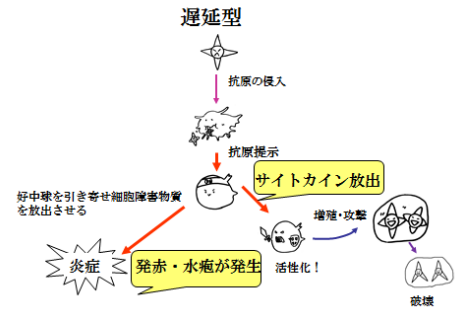 遅延型
抗原の侵入
抗原提示
サイトカイン放出
好中球を引き寄せ細胞障害物質
を放出させる
増殖・攻撃
炎症
発赤・水疱が発生
活性化！
破壊